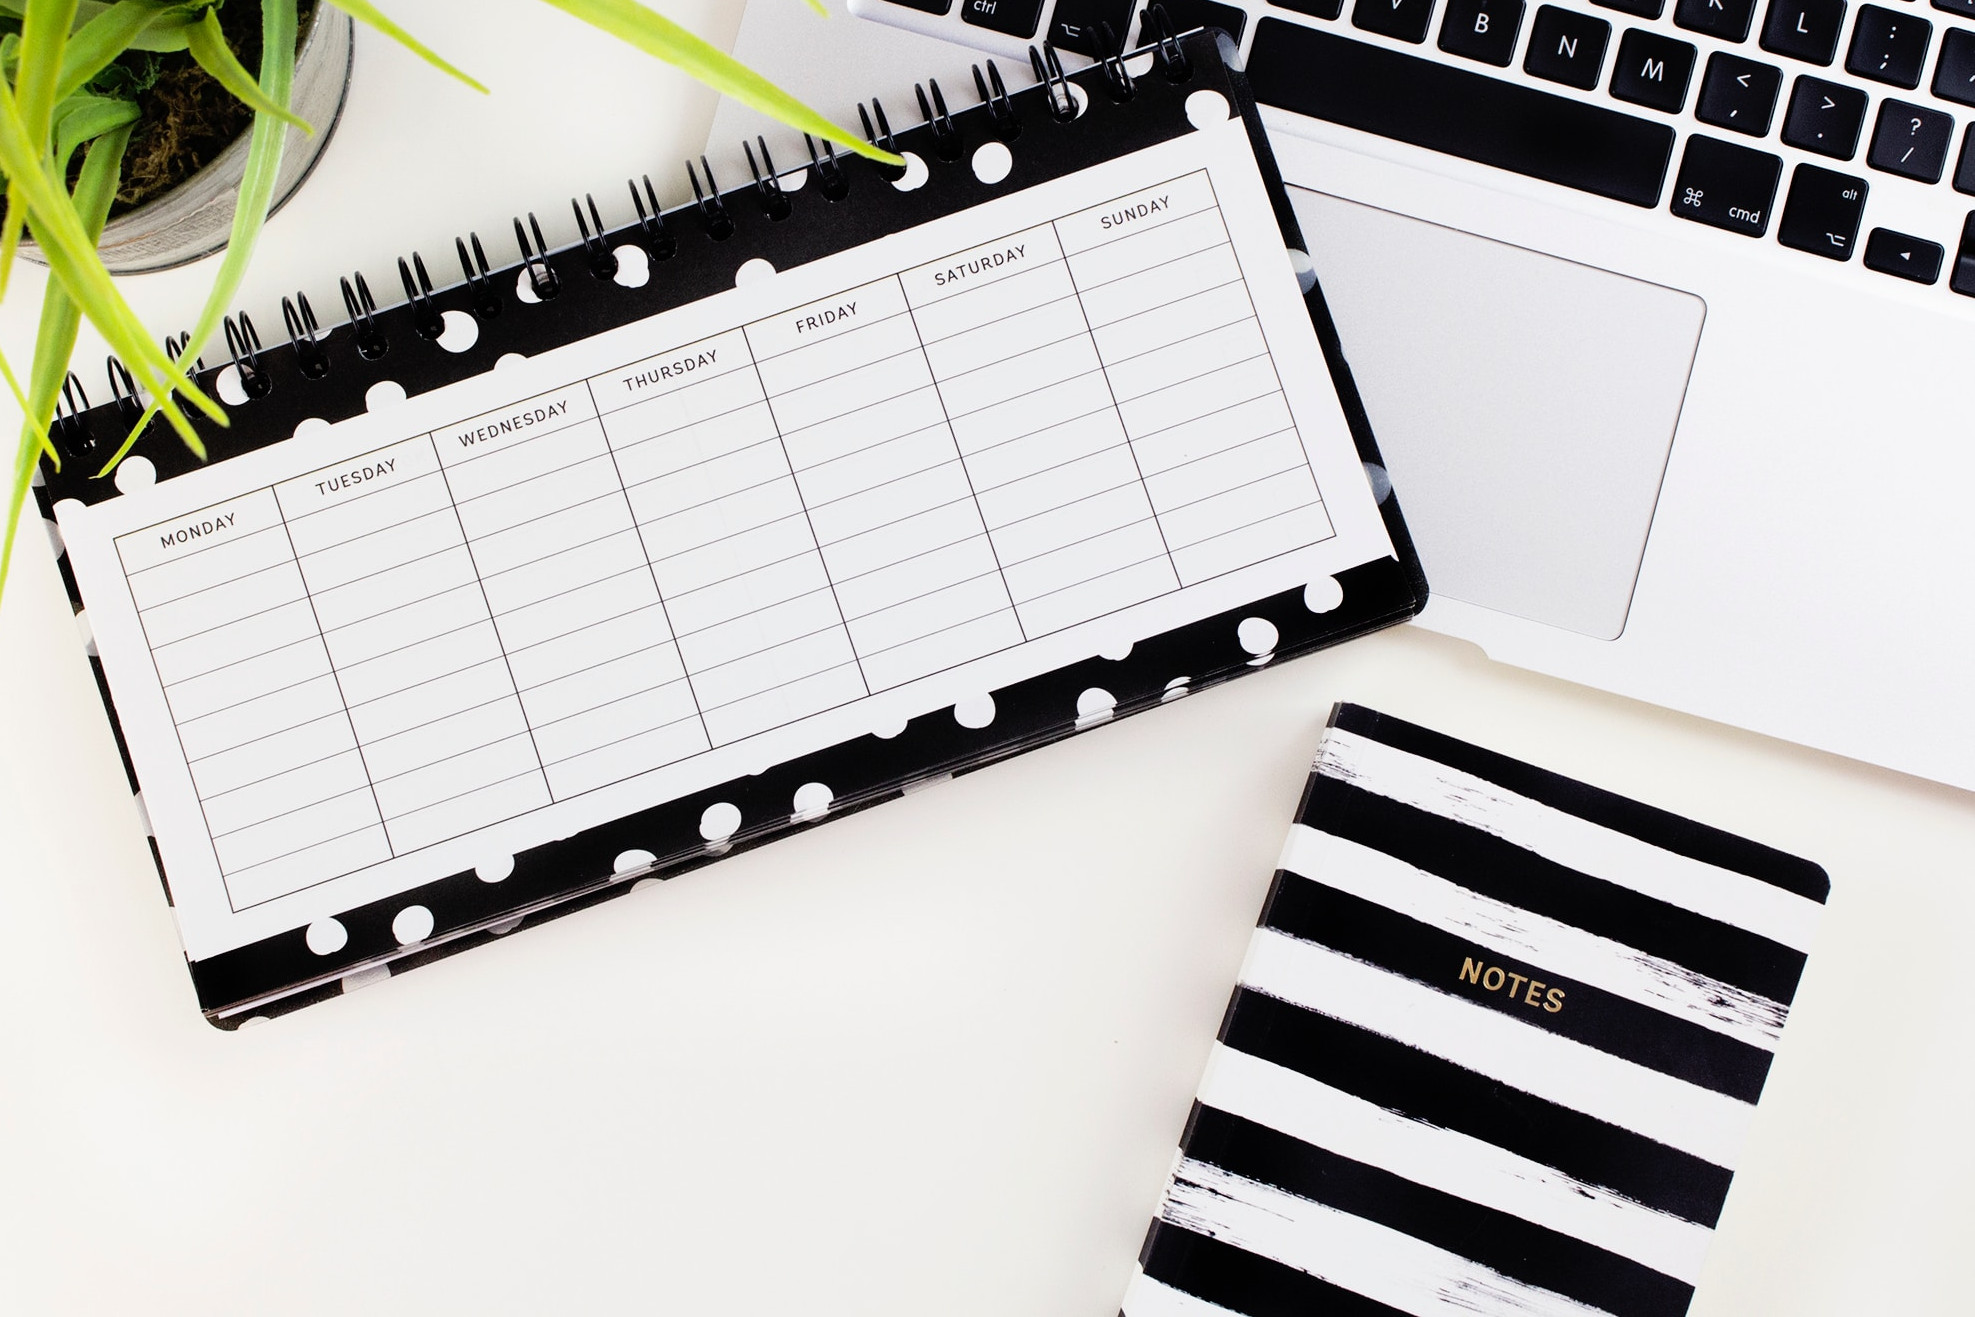 MONDAY
TUESDAY
WEDNESDAY
THURSDAY
FRIDAY
SATURDAY
SUNDAY
NOTES
ctrl
⌥
V B N M < , > . ? /
K L : ;
⌘ cmd
alt ⌥
◂